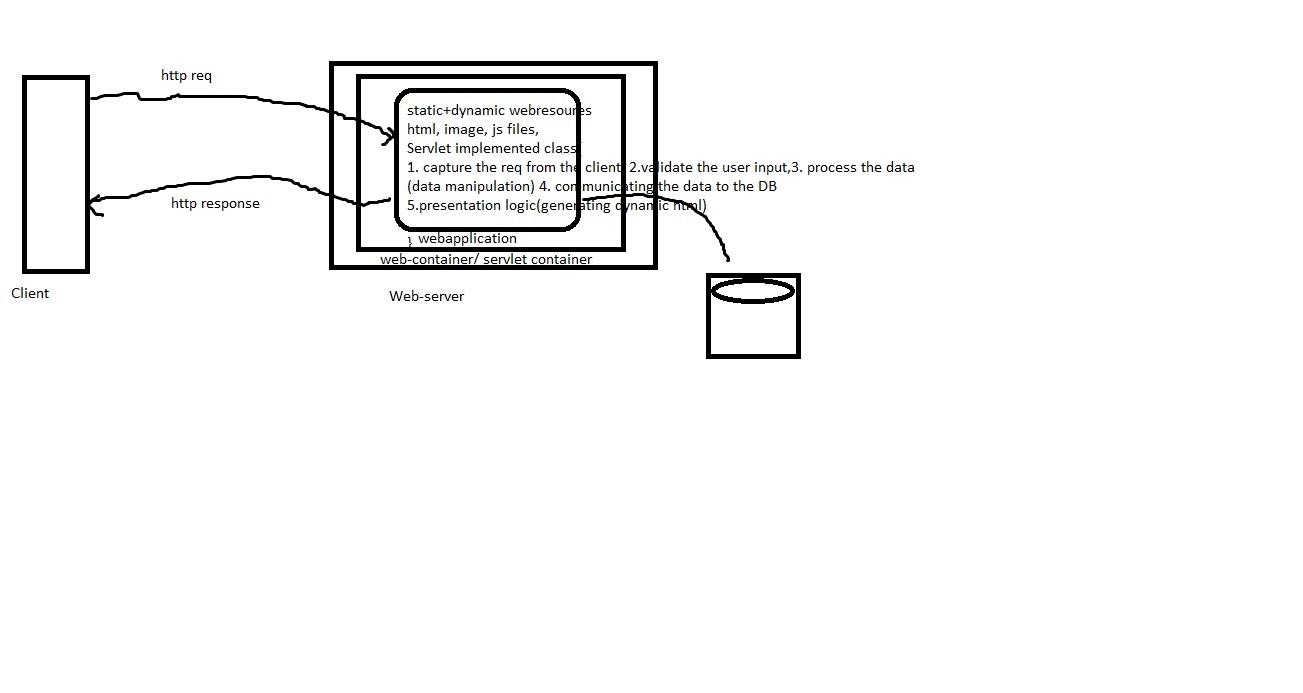 http req
static+dynamic webresoures
html, image, js files,
Servlet implemented class{
1. capture the req from the client, 2.validate the user input,3. process the data
(data manipulation) 4. communicating the data to the DB
5.presentation logic(generating dynamic html)
} webapplication
web-container/ servlet container
http response
Client
Web-server